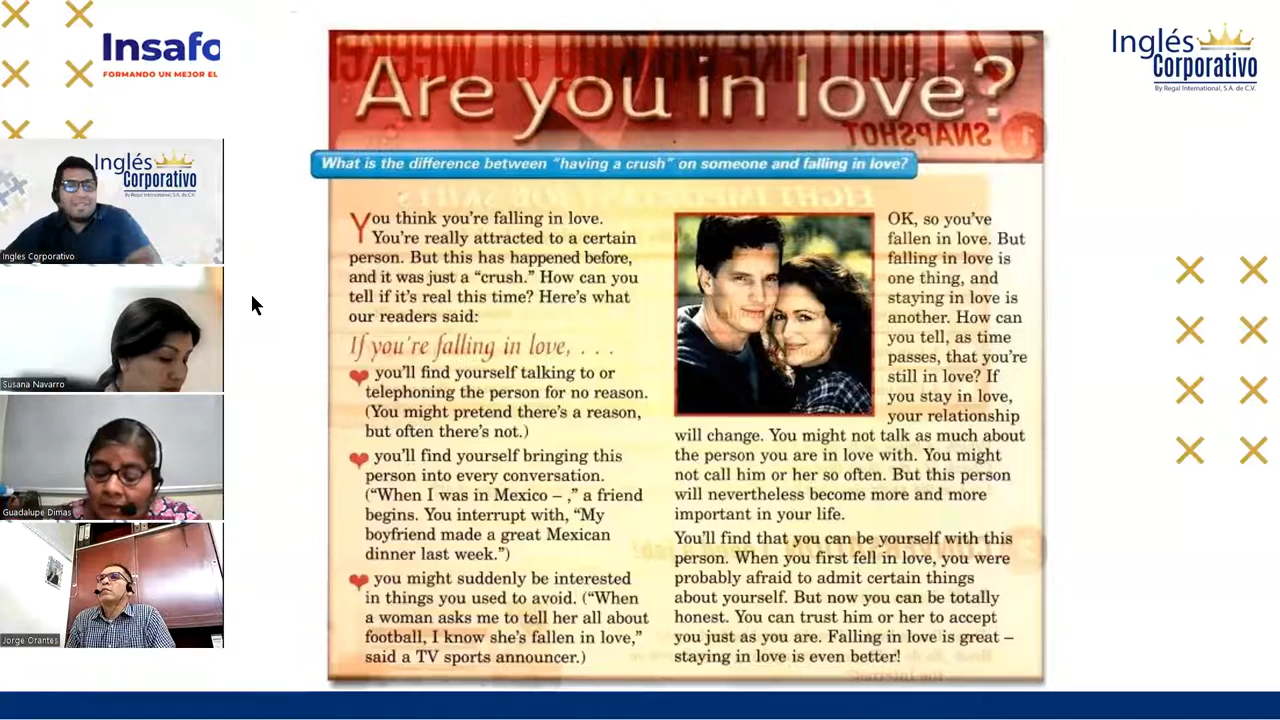 Insafo
FORMANDO UN MEJOR EL
Inglés
Corporativo
By Regal International, S.A. de C.V.
Inglés
Corporativo
By Regal International, S.A. de C.V.
Ingles Corporativo
Susana Navarro
Guadalupe Dimas
Jorge Orantes
Are you in love?
SNAPSHOT
What is the difference between "having a crush" on someone and falling in love?
You think you're falling in love.
You're really attracted to a certain
person. But this has happened before,
and it was just a "crush." How can you
tell if it's real this time? Here's what
our readers said:
If you're falling in love, . . .
you'll find yourself talking to or
telephoning the person for no reason.
(You might pretend there's a reason,
but often there's not.)
you'll find yourself bringing this
person into every conversation.
("When I was in Mexico – ," a friend
begins. You interrupt with, "My
boyfriend made a great Mexican
dinner last week.")
you might suddenly be interested
in things you used to avoid. ("When
a woman asks me to tell her all about
football, I know she's fallen in love,"
said a TV sports announcer.)
OK, so you've
fallen in love. But
falling in love is
one thing, and
staying in love is
another. How can
you tell, as time
passes, that you're
still in love? If
you stay in love,
your relationship
will change. You might not talk as much about
the person you are in love with. You might
not call him or her so often. But this person
will nevertheless become more and more
important in your life.
You'll find that you can be yourself with this
person. When you first fell in love, you were
probably afraid to admit certain things
about yourself. But now you can be totally
honest. You can trust him or her to accept
you just as you are. Falling in love is great –
staying in love is even better!